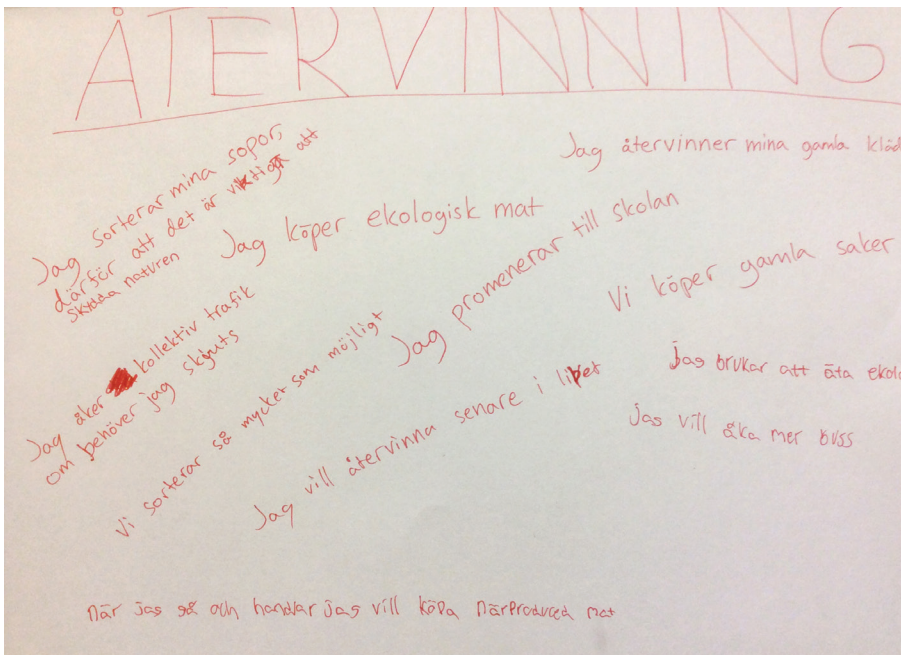 ÅTERVINNING
Jag sorterar mina sopor,
därför att det är viktigt att
skydda naturen
Jag återvinner mina gamla kläd
Jag köper ekologisk mat
Jag promenerar till skolan
Vi köper gamla saker
Jag åker kollektiv trafik
om behöver jag skjuts
Vi sorterar så mycket som möjligt
Jag vill återvinna senare i livet
jag brukar att äta ekolo
jag vill åka mer buss
när jag gå och handlar jag vill köpa närproduced mat